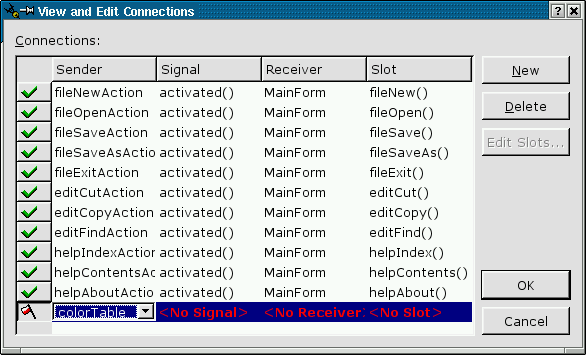 View and Edit Connections
Connections:
Sender Signal Receiver Slot
fileNewAction activated() MainForm fileNew()
fileOpenAction activated() MainForm fileOpen()
fileSaveAction activated() MainForm fileSave()
fileSaveAsActio activated() MainForm fileSaveAs()
fileExitAction activated() MainForm fileExit()
editCutAction activated() MainForm editCut()
editCopyAction activated() MainForm editCopy()
editFindAction activated() MainForm editFind()
helpIndexAction activated() MainForm helpIndex()
helpContentsAc activated() MainForm helpContents()
helpAboutActio activated() MainForm helpAbout()
colorTable <No Signal> <No Receiver> <No Slot>
New
Delete
Edit Slots...
OK
Cancel